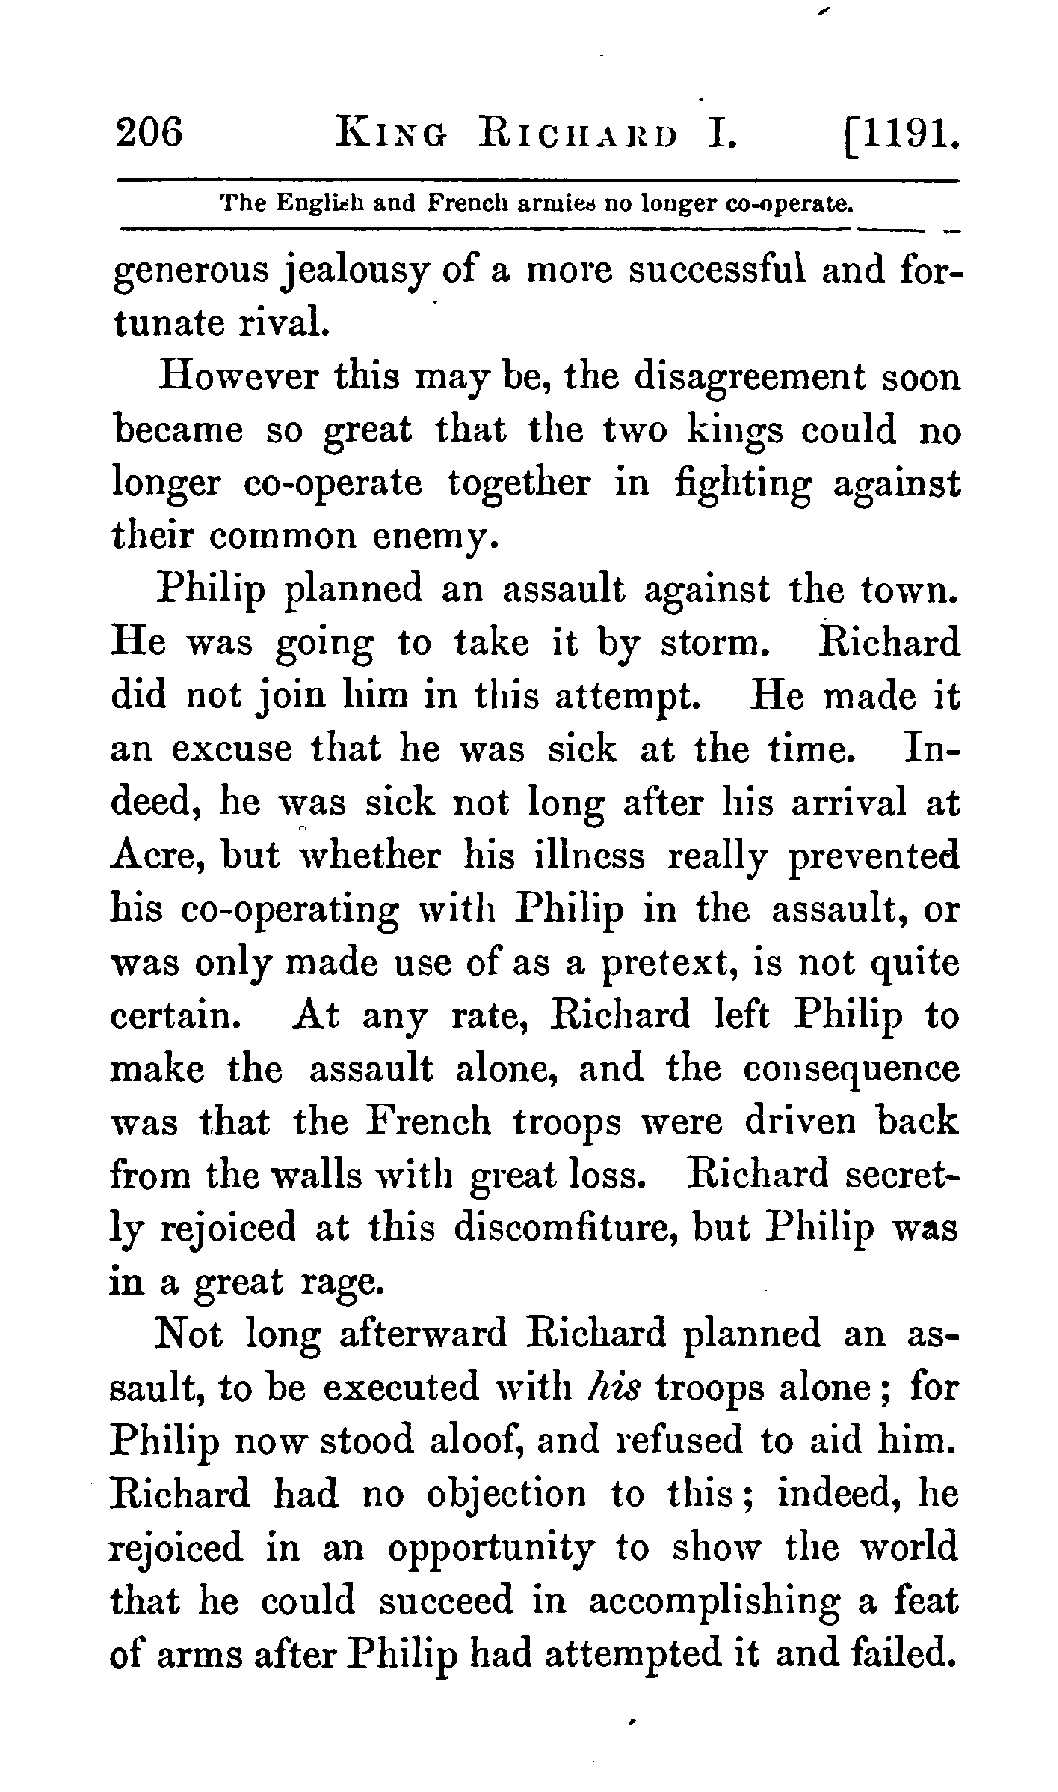 206 KING RICHARD I. [1191.
The English and French armies no longer co-operate.
generous jealousy of a more successful and for-
tunate rival.
However this may be, the disagreement soon
became so great that the two kings could no
longer co-operate together in fighting against
their common enemy.
Philip planned an assault against the town.
He was going to take it by storm. Richard
did not join him in this attempt. He made it
an excuse that he was sick at the time. In-
deed, he was sick not long after his arrival at
Acre, but whether his illness really prevented
his co-operating with Philip in the assault, or
was only made use of as a pretext, is not quite
certain. At any rate, Richard left Philip to
make the assault alone, and the consequence
was that the French troops were driven back
from the walls with great loss. Richard secret-
ly rejoiced at this discomfiture, but Philip was
in a great rage.
Not long afterward Richard planned an as-
sault, to be executed with his troops alone; for
Philip now stood aloof, and refused to aid him.
Richard had no objection to this; indeed, he
rejoiced in an opportunity to show the world
that he could succeed in accomplishing a feat
of arms after Philip had attempted it and failed.